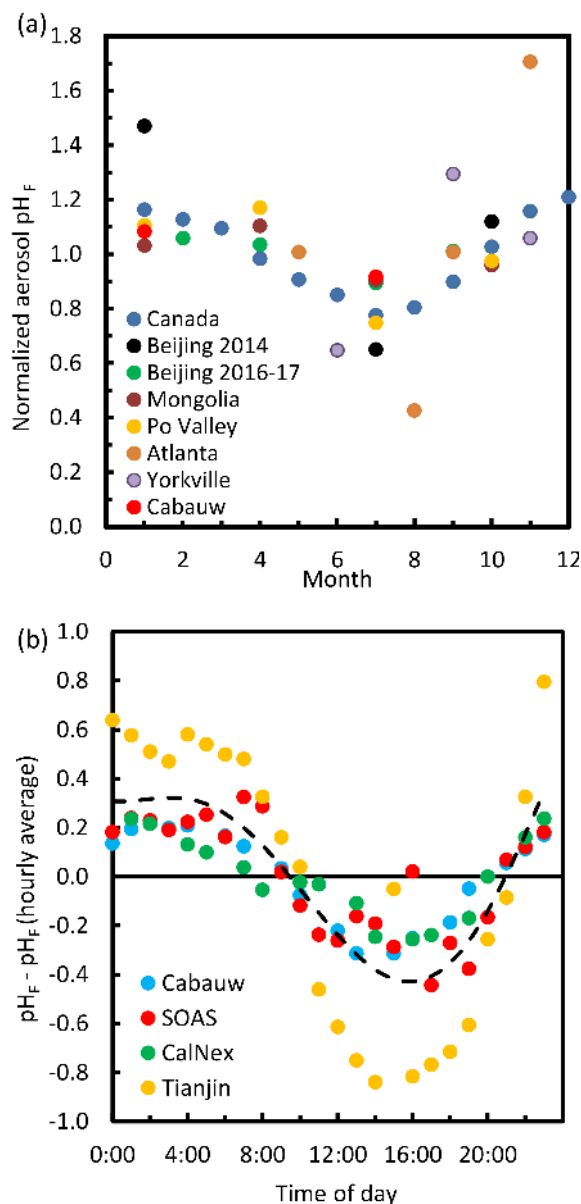 (a)
1.8
1.6
1.4
1.2
1.0
0.8
0.6
0.4
0.2
0.0
Normalized aerosol pHF
Canada
Beijing 2014
Beijing 2016-17
Mongolia
Po Valley
Atlanta
Yorkville
Cabauw
0 2 4 6 8 10 12
Month
(b)
1.0
0.8
0.6
0.4
0.2
0.0
-0.2
-0.4
-0.6
-0.8
-1.0
pHF - pHF (hourly average)
Cabauw
SOAS
CalNex
Tianjin
0:00 4:00 8:00 12:00 16:00 20:00
Time of day